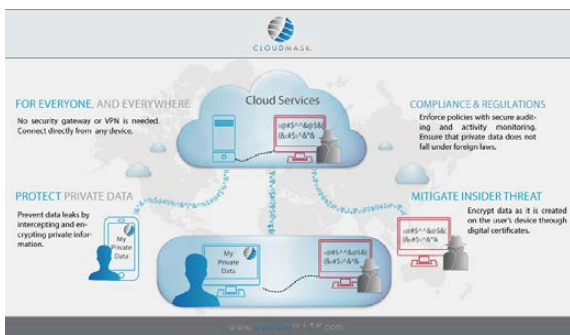 CLOUDMASK
FOR EVERYONE, AND EVERYWHERE
No security gateway or VPN is needed.
Connect directly from any device.
Cloud Services
COMPLIANCE & REGULATIONS
Enforce policies with secure audit-
ing and activity monitoring.
Ensure that private data does not
fall under foreign laws.
PROTECT PRIVATE DATA
Prevent data leaks by
intercepting and en-
crypting private infor-
mation.
My
Private
Data
My
Private
Data
MITIGATE INSIDER THREAT
Encrypt data as it is created
on the user's device through
digital certificates.
www.CLOUDMASK.com